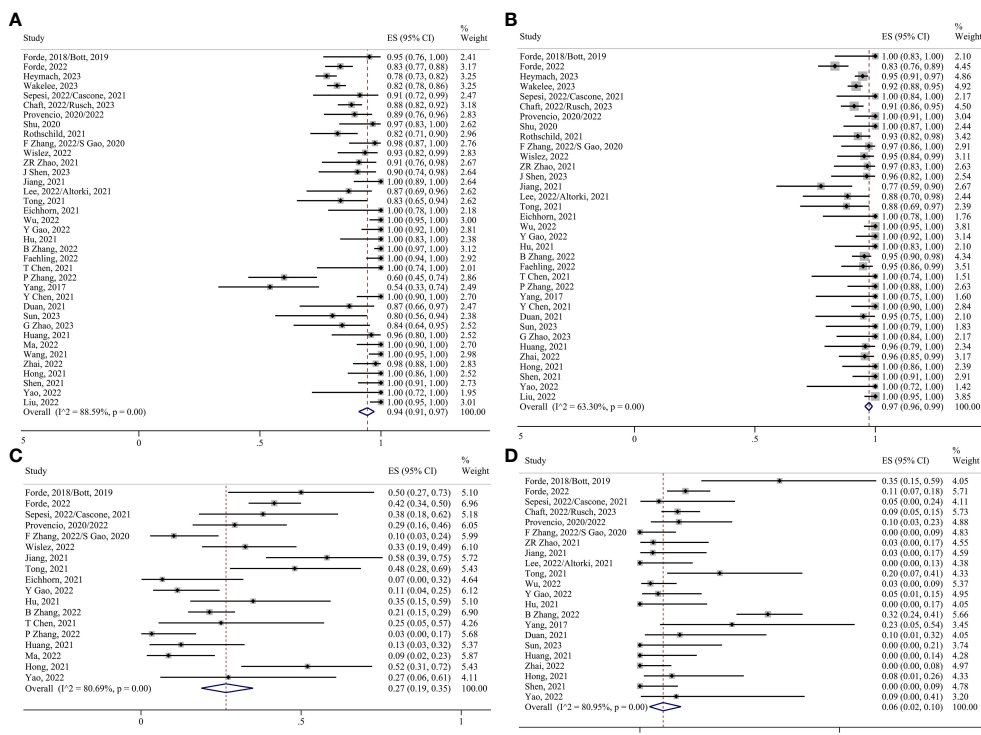 A
%
Study ES (95% CI) Weight
Forde, 2018/Bott, 2019 0.95 (0.76, 1.00) 2.41
Forde, 2022 0.83 (0.77, 0.88) 3.17
Heymach, 2023 0.78 (0.73, 0.82) 3.25
Wakelee, 2023 0.82 (0.78, 0.86) 3.25
Sepesi, 2022/Cascone, 2021 0.91 (0.72, 0.99) 2.47
Chaft, 2022/Rusch, 2023 0.88 (0.82, 0.92) 3.16
Provencio, 2020/2022 0.89 (0.76, 0.96) 2.83
Shu, 2020 0.97 (0.83, 1.00) 2.62
Rothschild, 2021 0.82 (0.71, 0.90) 2.96
F Zhang, 2022/S Gao, 2020 0.98 (0.87, 1.00) 2.76
Wislez, 2022 0.93 (0.82, 0.99) 2.83
ZR Zhao, 2021 0.91 (0.76, 0.98) 2.67
J Shen, 2023 0.90 (0.74, 0.98) 2.64
Jiang, 2021 1.00 (0.89, 1.00) 2.64
Lee, 2022/Altorki, 2021 0.87 (0.69, 0.96) 2.62
Tong, 2021 0.83 (0.65, 0.94) 2.62
Eichhorn, 2021 1.00 (0.78, 1.00) 2.18
Wu, 2022 1.00 (0.95, 1.00) 3.00
Y Gao, 2022 1.00 (0.92, 1.00) 2.81
Hu, 2021 1.00 (0.83, 1.00) 2.38
B Zhang, 2022 1.00 (0.97, 1.00) 3.12
Faehling, 2022 1.00 (0.94, 1.00) 2.92
T Chen, 2021 1.00 (0.74, 1.00) 2.01
P Zhang, 2022 0.60 (0.45, 0.74) 2.86
Yang, 2017 0.54 (0.33, 0.74) 2.49
Y Chen, 2021 1.00 (0.90, 1.00) 2.70
Duan, 2021 0.87 (0.66, 0.97) 2.47
Sun, 2023 0.80 (0.56, 0.94) 2.38
G Zhao, 2023 0.84 (0.64, 0.95) 2.52
Huang, 2021 0.96 (0.80, 1.00) 2.52
Ma, 2022 1.00 (0.90, 1.00) 2.70
Wang, 2021 1.00 (0.95, 1.00) 2.98
Zhai, 2022 0.98 (0.88, 1.00) 2.83
Hong, 2021 1.00 (0.86, 1.00) 2.52
Shen, 2021 1.00 (0.91, 1.00) 2.73
Yao, 2022 1.00 (0.72, 1.00) 1.95
Liu, 2022 1.00 (0.95, 1.00) 3.01
Overall (I^2 = 88.59%, p = 0.00) 0.94 (0.91, 0.97) 100.00
5 0 .5 1
B
%
Study ES (95% CI) Weight
Forde, 2018/Bott, 2019 1.00 (0.83, 1.00) 2.10
Forde, 2022 0.83 (0.76, 0.89) 4.45
Heymach, 2023 0.95 (0.91, 0.97) 4.86
Wakelee, 2023 0.92 (0.88, 0.95) 4.92
Sepesi, 2022/Cascone, 2021 1.00 (0.84, 1.00) 2.17
Chaft, 2022/Rusch, 2023 0.91 (0.86, 0.95) 4.50
Provencio, 2020/2022 1.00 (0.91, 1.00) 3.04
Shu, 2020 1.00 (0.87, 1.00) 2.44
Rothschild, 2021 0.93 (0.82, 0.98) 3.42
F Zhang, 2022/S Gao, 2020 0.97 (0.86, 1.00) 2.91
Wislez, 2022 0.95 (0.84, 0.99) 3.11
ZR Zhao, 2021 0.97 (0.83, 1.00) 2.63
J Shen, 2023 0.96 (0.82, 1.00) 2.54
Jiang, 2021 0.77 (0.59, 0.90) 2.67
Lee, 2022/Altorki, 2021 0.88 (0.70, 0.98) 2.44
Tong, 2021 0.88 (0.69, 0.97) 2.39
Eichhorn, 2021 1.00 (0.78, 1.00) 1.76
Wu, 2022 1.00 (0.95, 1.00) 3.81
Y Gao, 2022 1.00 (0.92, 1.00) 3.14
Hu, 2021 1.00 (0.83, 1.00) 2.10
B Zhang, 2022 0.95 (0.90, 0.98) 4.34
Faehling, 2022 0.95 (0.86, 0.99) 3.51
T Chen, 2021 1.00 (0.74, 1.00) 1.51
P Zhang, 2022 1.00 (0.88, 1.00) 2.63
Yang, 2017 1.00 (0.75, 1.00) 1.60
Y Chen, 2021 1.00 (0.90, 1.00) 2.84
Duan, 2021 0.95 (0.75, 1.00) 2.10
Sun, 2023 1.00 (0.79, 1.00) 1.83
G Zhao, 2023 1.00 (0.84, 1.00) 2.17
Huang, 2021 0.96 (0.79, 1.00) 2.34
Zhai, 2022 0.96 (0.85, 0.99) 3.17
Hong, 2021 1.00 (0.86, 1.00) 2.39
Shen, 2021 1.00 (0.91, 1.00) 2.91
Yao, 2022 1.00 (0.72, 1.00) 1.42
Liu, 2022 1.00 (0.95, 1.00) 3.85
Overall (I^2 = 63.30%, p = 0.00) 0.97 (0.96, 0.99) 100.00
5 0 .5 1
C
%
Study ES (95% CI) Weight
Forde, 2018/Bott, 2019 0.50 (0.27, 0.73) 5.10
Forde, 2022 0.42 (0.34, 0.50) 6.96
Sepesi, 2022/Cascone, 2021 0.38 (0.18, 0.62) 5.18
Provencio, 2020/2022 0.29 (0.16, 0.46) 6.05
F Zhang, 2022/S Gao, 2020 0.10 (0.03, 0.24) 5.99
Wislez, 2022 0.33 (0.19, 0.49) 6.10
Jiang, 2021 0.58 (0.39, 0.75) 5.72
Tong, 2021 0.48 (0.28, 0.69) 5.43
Eichhorn, 2021 0.07 (0.00, 0.32) 4.64
Y Gao, 2022 0.11 (0.04, 0.25) 6.12
Hu, 2021 0.35 (0.15, 0.59) 5.10
B Zhang, 2022 0.21 (0.15, 0.29) 6.90
T Chen, 2021 0.25 (0.05, 0.57) 4.26
P Zhang, 2022 0.03 (0.00, 0.17) 5.68
Huang, 2021 0.13 (0.03, 0.32) 5.37
Ma, 2022 0.09 (0.02, 0.23) 5.87
Hong, 2021 0.52 (0.31, 0.72) 5.43
Yao, 2022 0.27 (0.06, 0.61) 4.11
Overall (I^2 = 80.69%, p = 0.00) 0.27 (0.19, 0.35) 100.00
0 .5 1
D
%
Study ES (95% CI) Weight
Forde, 2018/Bott, 2019 0.35 (0.15, 0.59) 4.05
Forde, 2022 0.11 (0.07, 0.18) 5.71
Sepesi, 2022/Cascone, 2021 0.05 (0.00, 0.24) 4.11
Chaft, 2022/Rusch, 2023 0.09 (0.05, 0.15) 5.73
Provencio, 2020/2022 0.10 (0.03, 0.23) 4.88
F Zhang, 2022/S Gao, 2020 0.00 (0.00, 0.09) 4.83
ZR Zhao, 2021 0.03 (0.00, 0.17) 4.55
Jiang, 2021 0.03 (0.00, 0.17) 4.59
Lee, 2022/Altorki, 2021 0.00 (0.00, 0.13) 4.38
Tong, 2021 0.20 (0.07, 0.41) 4.33
Wu, 2022 0.03 (0.00, 0.09) 5.37
Y Gao, 2022 0.05 (0.01, 0.15) 4.95
Hu, 2021 0.00 (0.00, 0.17) 4.05
B Zhang, 2022 0.32 (0.24, 0.41) 5.66
Yang, 2017 0.23 (0.05, 0.54) 3.45
Duan, 2021 0.10 (0.01, 0.32) 4.05
Sun, 2023 0.00 (0.00, 0.21) 3.74
Huang, 2021 0.00 (0.00, 0.14) 4.28
Zhai, 2022 0.00 (0.00, 0.08) 4.97
Hong, 2021 0.08 (0.01, 0.26) 4.33
Shen, 2021 0.00 (0.00, 0.09) 4.78
Yao, 2022 0.09 (0.00, 0.41) 3.20
Overall (I^2 = 80.95%, p = 0.00) 0.06 (0.02, 0.10) 100.00